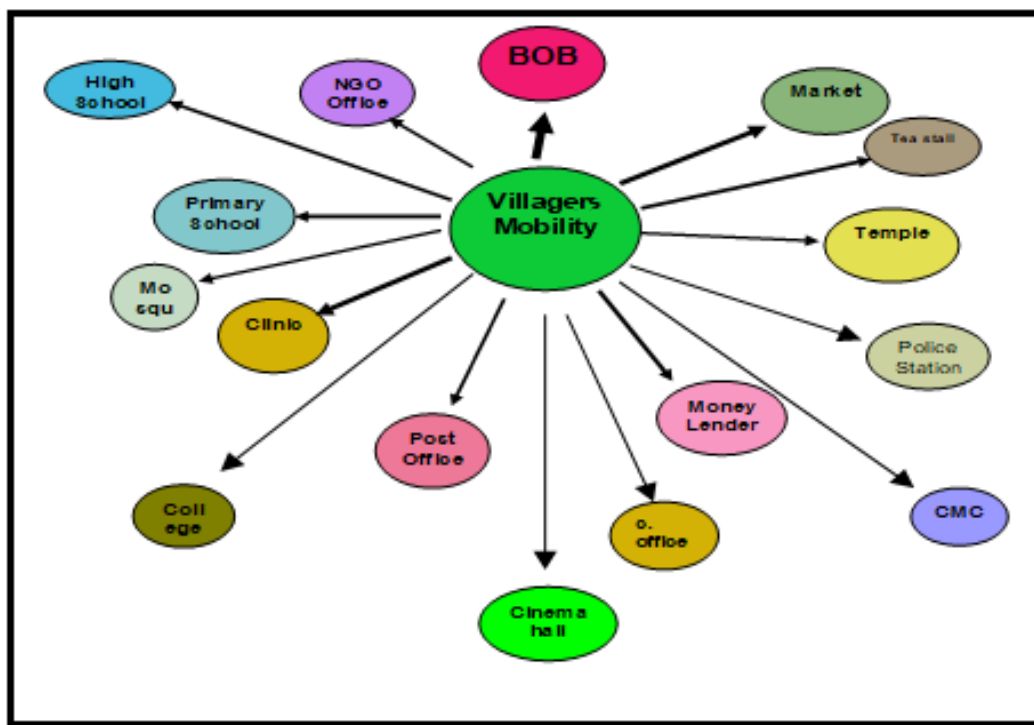 BOB
High
School
NGO
Office
Market
Tea stall
Villagers
Mobility
Primary
School
Temple
Mo
squ
Clinic
Police
Station
Money
Lender
Post
Office
Coll
ege
o.
office
CMC
Cinema
hall